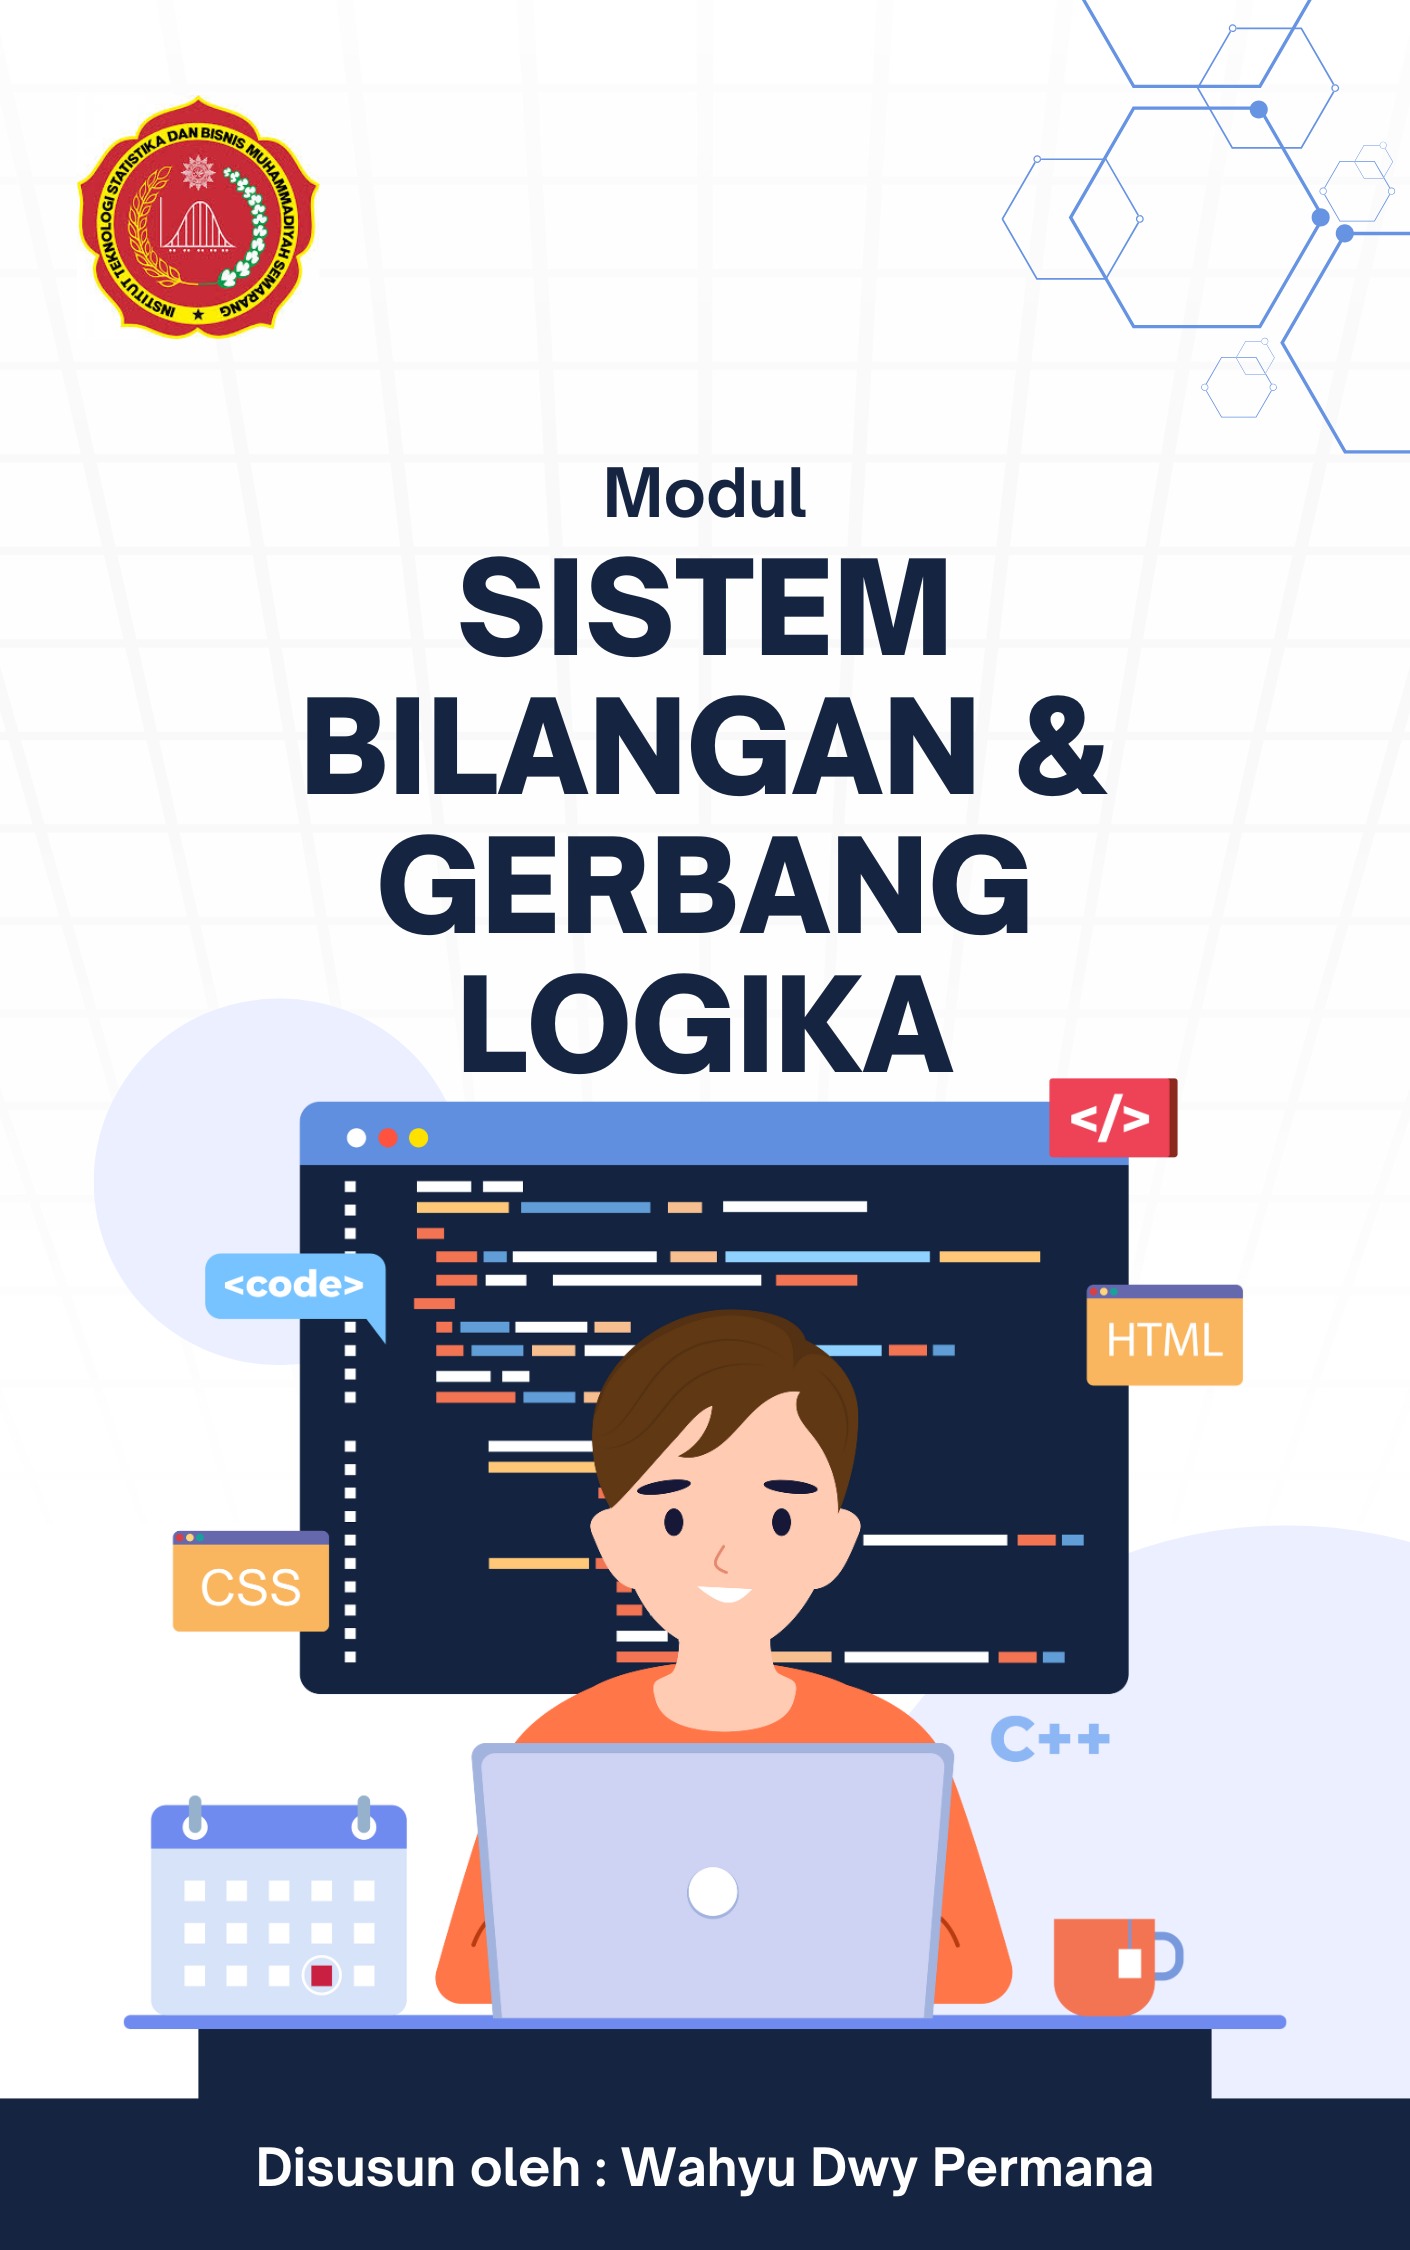 INSTITUT TEKNOLOGI STATISTIKA DAN BISNIS MUHAMMADIYAH SEMARANG
Modul
SISTEM
BILANGAN &
GERBANG
LOGIKA
</>
<code>
HTML
CSS
C++
Disusun oleh : Wahyu Dwy Permana